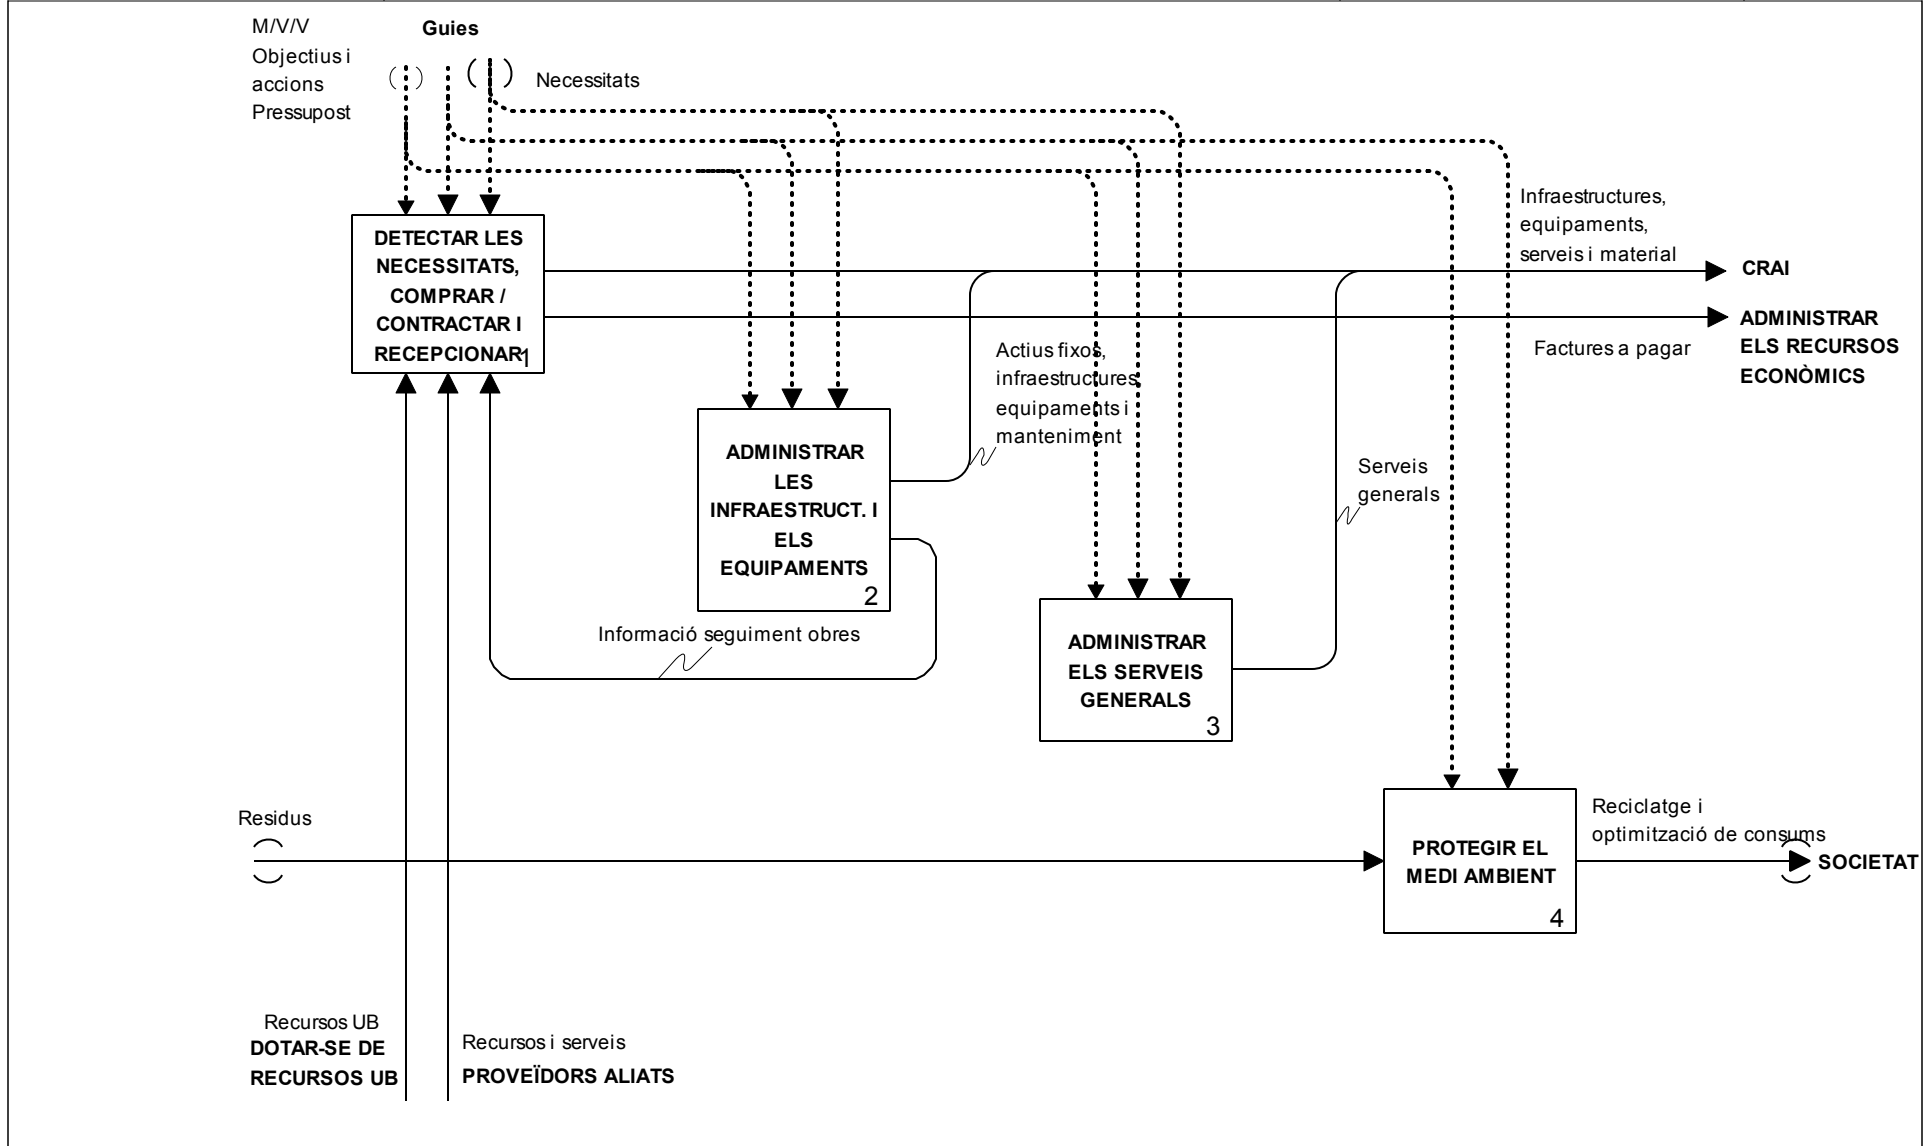 M/V/V
Objectius i
accions
Pressupost
Guies
Necessitats
DETECTAR LES
NECESSITATS,
COMPRAR /
CONTRACTAR I
RECEPCIONAR
1
Infraestructures,
equipaments,
serveis i material
CRAI
ADMINISTRAR
ELS RECURSOS
ECONÒMICS
Factures a pagar
Actius fixos,
infraestructures
equipaments i
manteniment
ADMINISTRAR
LES
INFRAESTRUCT. I
ELS
EQUIPAMENTS
2
Serveis
generals
Informació seguiment obres
ADMINISTRAR
ELS SERVEIS
GENERALS
3
Residus
PROTEGIR EL
MEDI AMBIENT
4
Reciclatge i
optimització de consums
SOCIETAT
Recursos UB
DOTAR-SE DE
RECURSOS UB
Recursos i serveis
PROVEÏDORS ALIATS